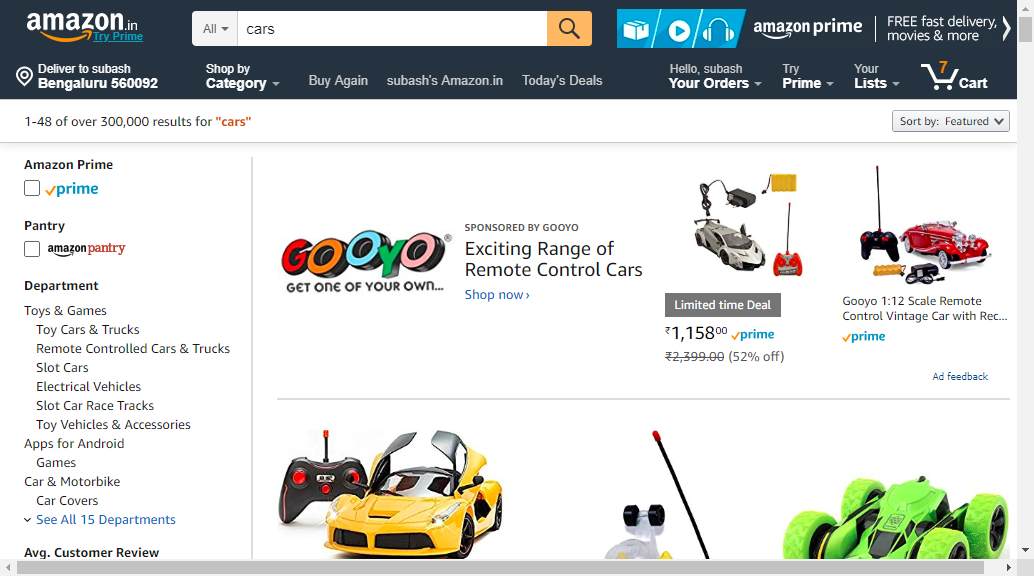 amazon.in
Try Prime
All
cars
amazon prime
FREE fast delivery,
movies & more
Deliver to subash
Bengaluru 560092
Shop by
Category
Buy Again
subash's Amazon.in
Today's Deals
Hello, subash
Your Orders
Try
Prime
Your
Lists
7
Cart
1-48 of over 300,000 results for "cars"
Sort by: Featured
Amazon Prime
prime
Pantry
amazon pantry
Department
Toys & Games
Toy Cars & Trucks
Remote Controlled Cars & Trucks
Slot Cars
Electrical Vehicles
Slot Car Race Tracks
Toy Vehicles & Accessories
Apps for Android
Games
Car & Motorbike
Car Covers
See All 15 Departments
Avg. Customer Review
GOOYO®
GET ONE OF YOUR OWN...
SPONSORED BY GOOYO
Exciting Range of
Remote Control Cars
Shop now ›
Limited time Deal
₹1,15800 prime
₹2,399.00 (52% off)
Gooyo 1:12 Scale Remote
Control Vintage Car with Rec...
prime
Ad feedback